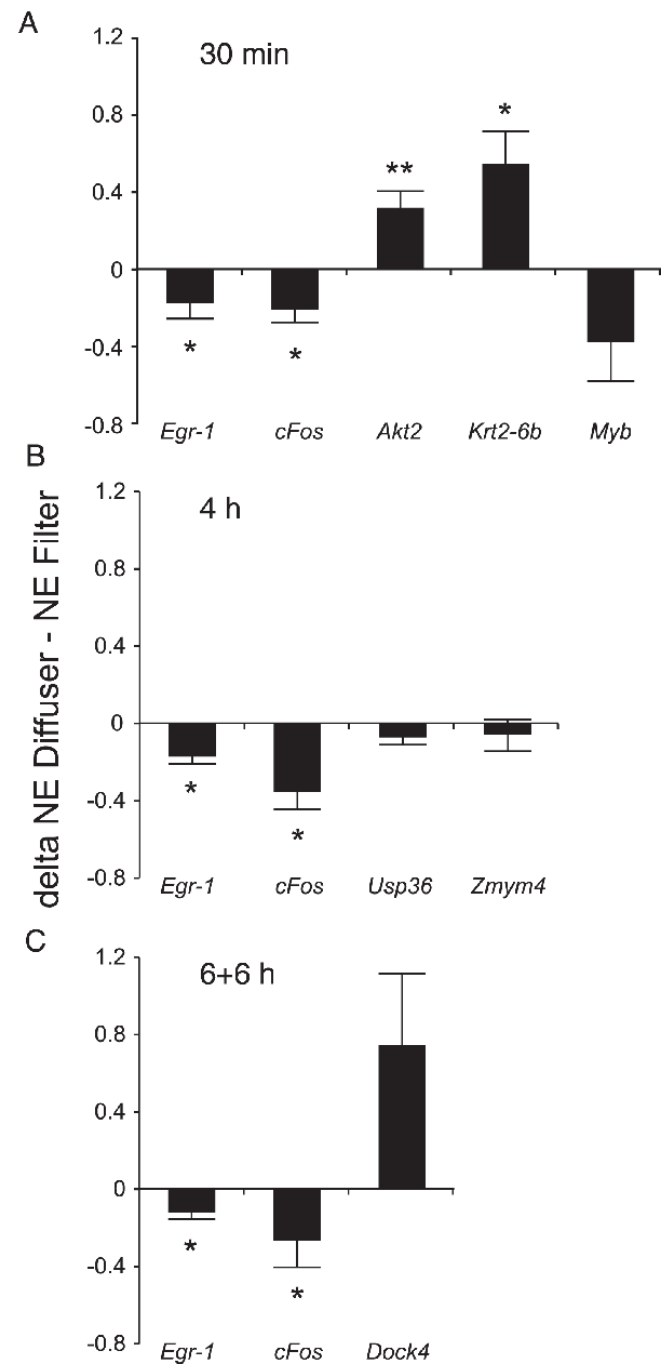 A
1.2
30 min
0.8
*
**
0.4
0
*
*
-0.4
-0.8
Egr-1 cFos Akt2 Krt2-6b Myb
B
delta NE Diffuser - NE Filter
1.2
4 h
0.8
0.4
0
*
-0.4
*
-0.8
Egr-1 cFos Usp36 Zmym4
C
1.2
6+6 h
0.8
0.4
0
*
-0.4
*
-0.8
Egr-1 cFos Dock4